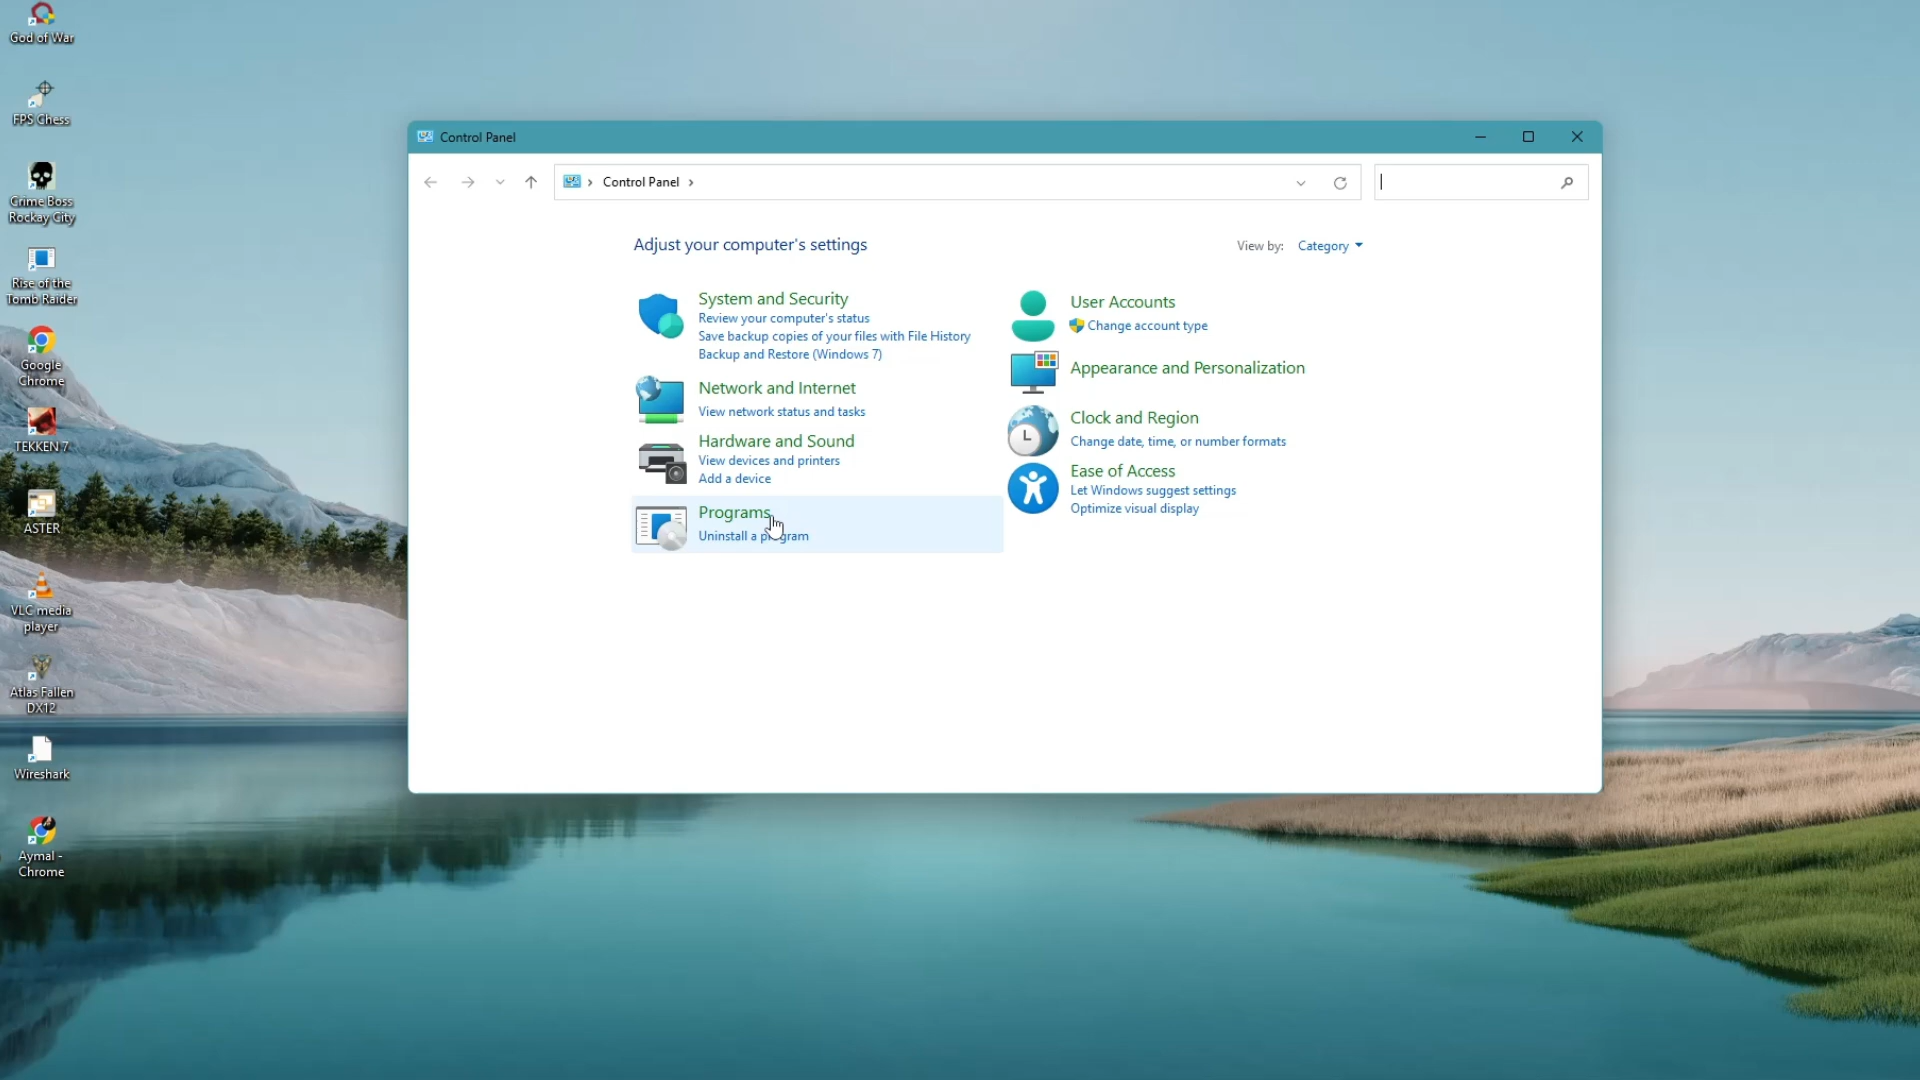 God of War
FPS Chess
Crime Boss
Rockay City
Rise of the
Tomb Raider
Google
Chrome
TEKKEN 7
ASTER
VLC media
player
Atlas Fallen
DX12
Wireshark
Aymal -
Chrome
Control Panel
Control Panel
Adjust your computer's settings
View by: Category
System and Security
Review your computer's status
Save backup copies of your files with File History
Backup and Restore (Windows 7)
Network and Internet
View network status and tasks
Hardware and Sound
View devices and printers
Add a device
Programs
Uninstall a program
User Accounts
Change account type
Appearance and Personalization
Clock and Region
Change date, time, or number formats
Ease of Access
Let Windows suggest settings
Optimize visual display